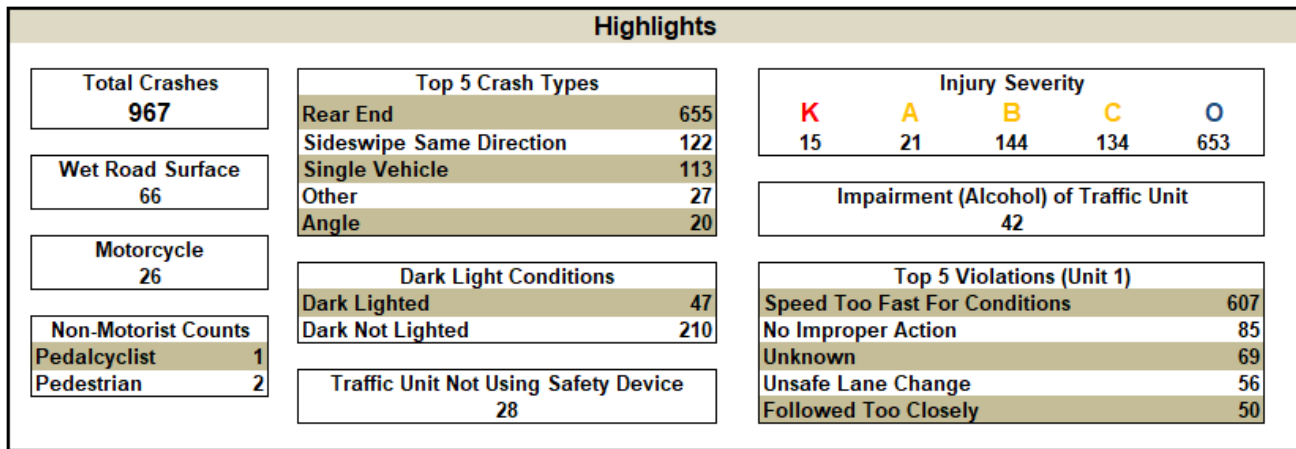 Highlights
Total Crashes
967
Wet Road Surface
66
Motorcycle
26
Non-Motorist Counts
Pedalcyclist 1
Pedestrian 2
Top 5 Crash Types
Rear End 655
Sideswipe Same Direction 122
Single Vehicle 113
Other 27
Angle 20
Dark Light Conditions
Dark Lighted 47
Dark Not Lighted 210
Traffic Unit Not Using Safety Device
28
Injury Severity
K A B C O
15 21 144 134 653
Impairment (Alcohol) of Traffic Unit
42
Top 5 Violations (Unit 1)
Speed Too Fast For Conditions 607
No Improper Action 85
Unknown 69
Unsafe Lane Change 56
Followed Too Closely 50